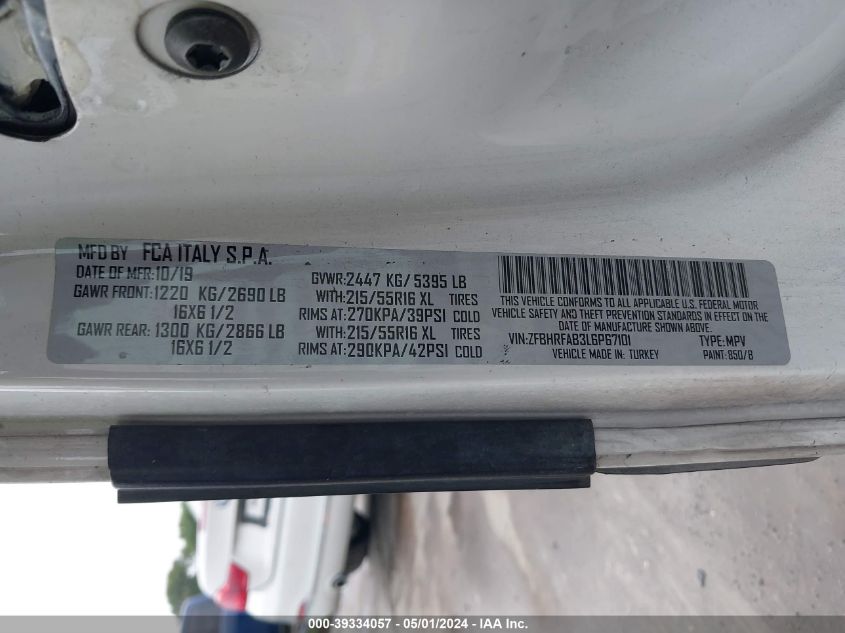 MFD BY FCA ITALY S.P.A.
DATE OF MFR:10/19 GVWR:2447 KG/5395 LB
GAWR FRONT:1220 KG/2690 LB WITH:215/55R16 XL TIRES
16X6 1/2 RIMS AT:270KPA/39PSI COLD
GAWR REAR:1300 KG/2866 LB WITH:215/55R16 XL TIRES
16X6 1/2 RIMS AT:290KPA/42PSI COLD
THIS VEHICLE CONFORMS TO ALL APPLICABLE U.S. FEDERAL MOTOR
VEHICLE SAFETY, AND THEFT PREVENTION STANDARDS IN EFFECT ON THE
DATE OF MANUFACTURE SHOWN ABOVE
VIN:ZFBHRFAB3L6P67101 TYPE:MPV
VEHICLE MADE IN: TURKEY PAINT:850/B
000-39334057 - 05/01/2024 - IAA Inc.